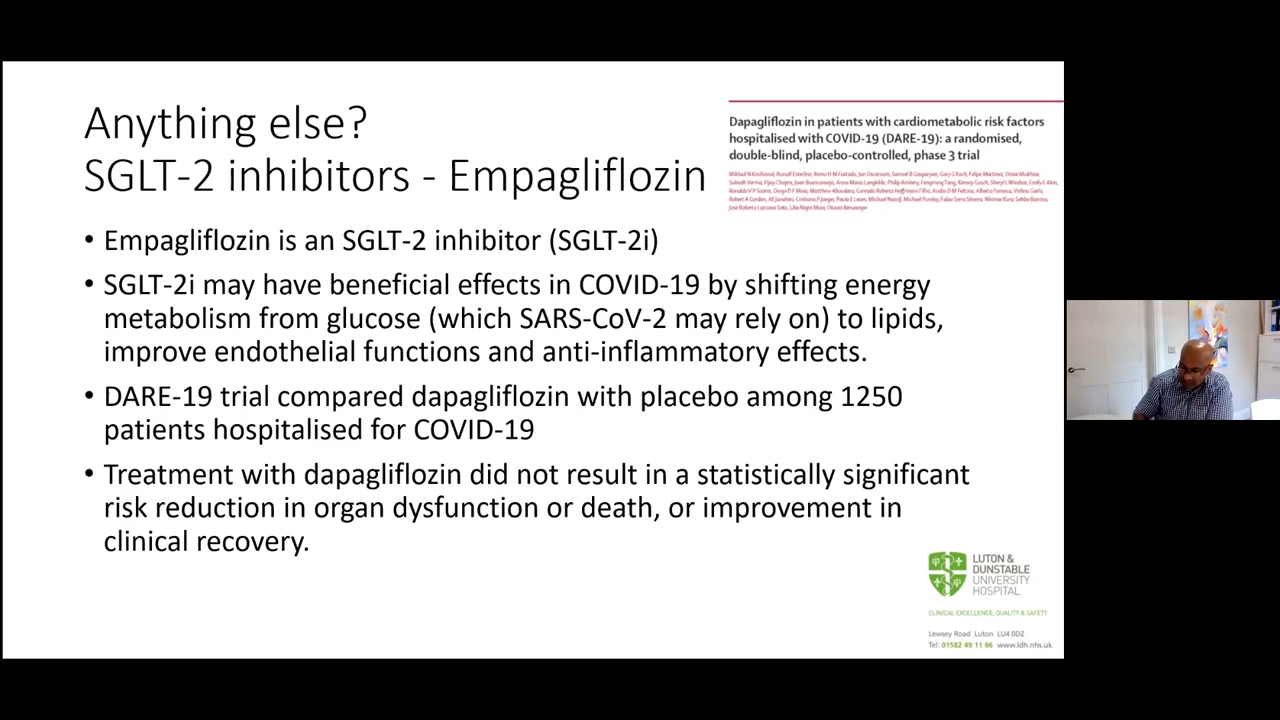 Anything else?
SGLT-2 inhibitors - Empagliflozin
Dapagliflozin in patients with cardiometabolic risk factors
hospitalised with COVID-19 (DARE-19): a randomised,
double-blind, placebo-controlled, phase 3 trial
• Empagliflozin is an SGLT-2 inhibitor (SGLT-2i)
• SGLT-2i may have beneficial effects in COVID-19 by shifting energy
metabolism from glucose (which SARS-CoV-2 may rely on) to lipids,
improve endothelial functions and anti-inflammatory effects.
• DARE-19 trial compared dapagliflozin with placebo among 1250
patients hospitalised for COVID-19
• Treatment with dapagliflozin did not result in a statistically significant
risk reduction in organ dysfunction or death, or improvement in
clinical recovery.
LUTON &
DUNSTABLE
UNIVERSITY
HOSPITAL
CLINICAL EXCELLENCE, QUALITY & SAFETY
Lewsey Road Luton LU4 0DZ
Tel: 01582 49 11 66 www.ldh.nhs.uk